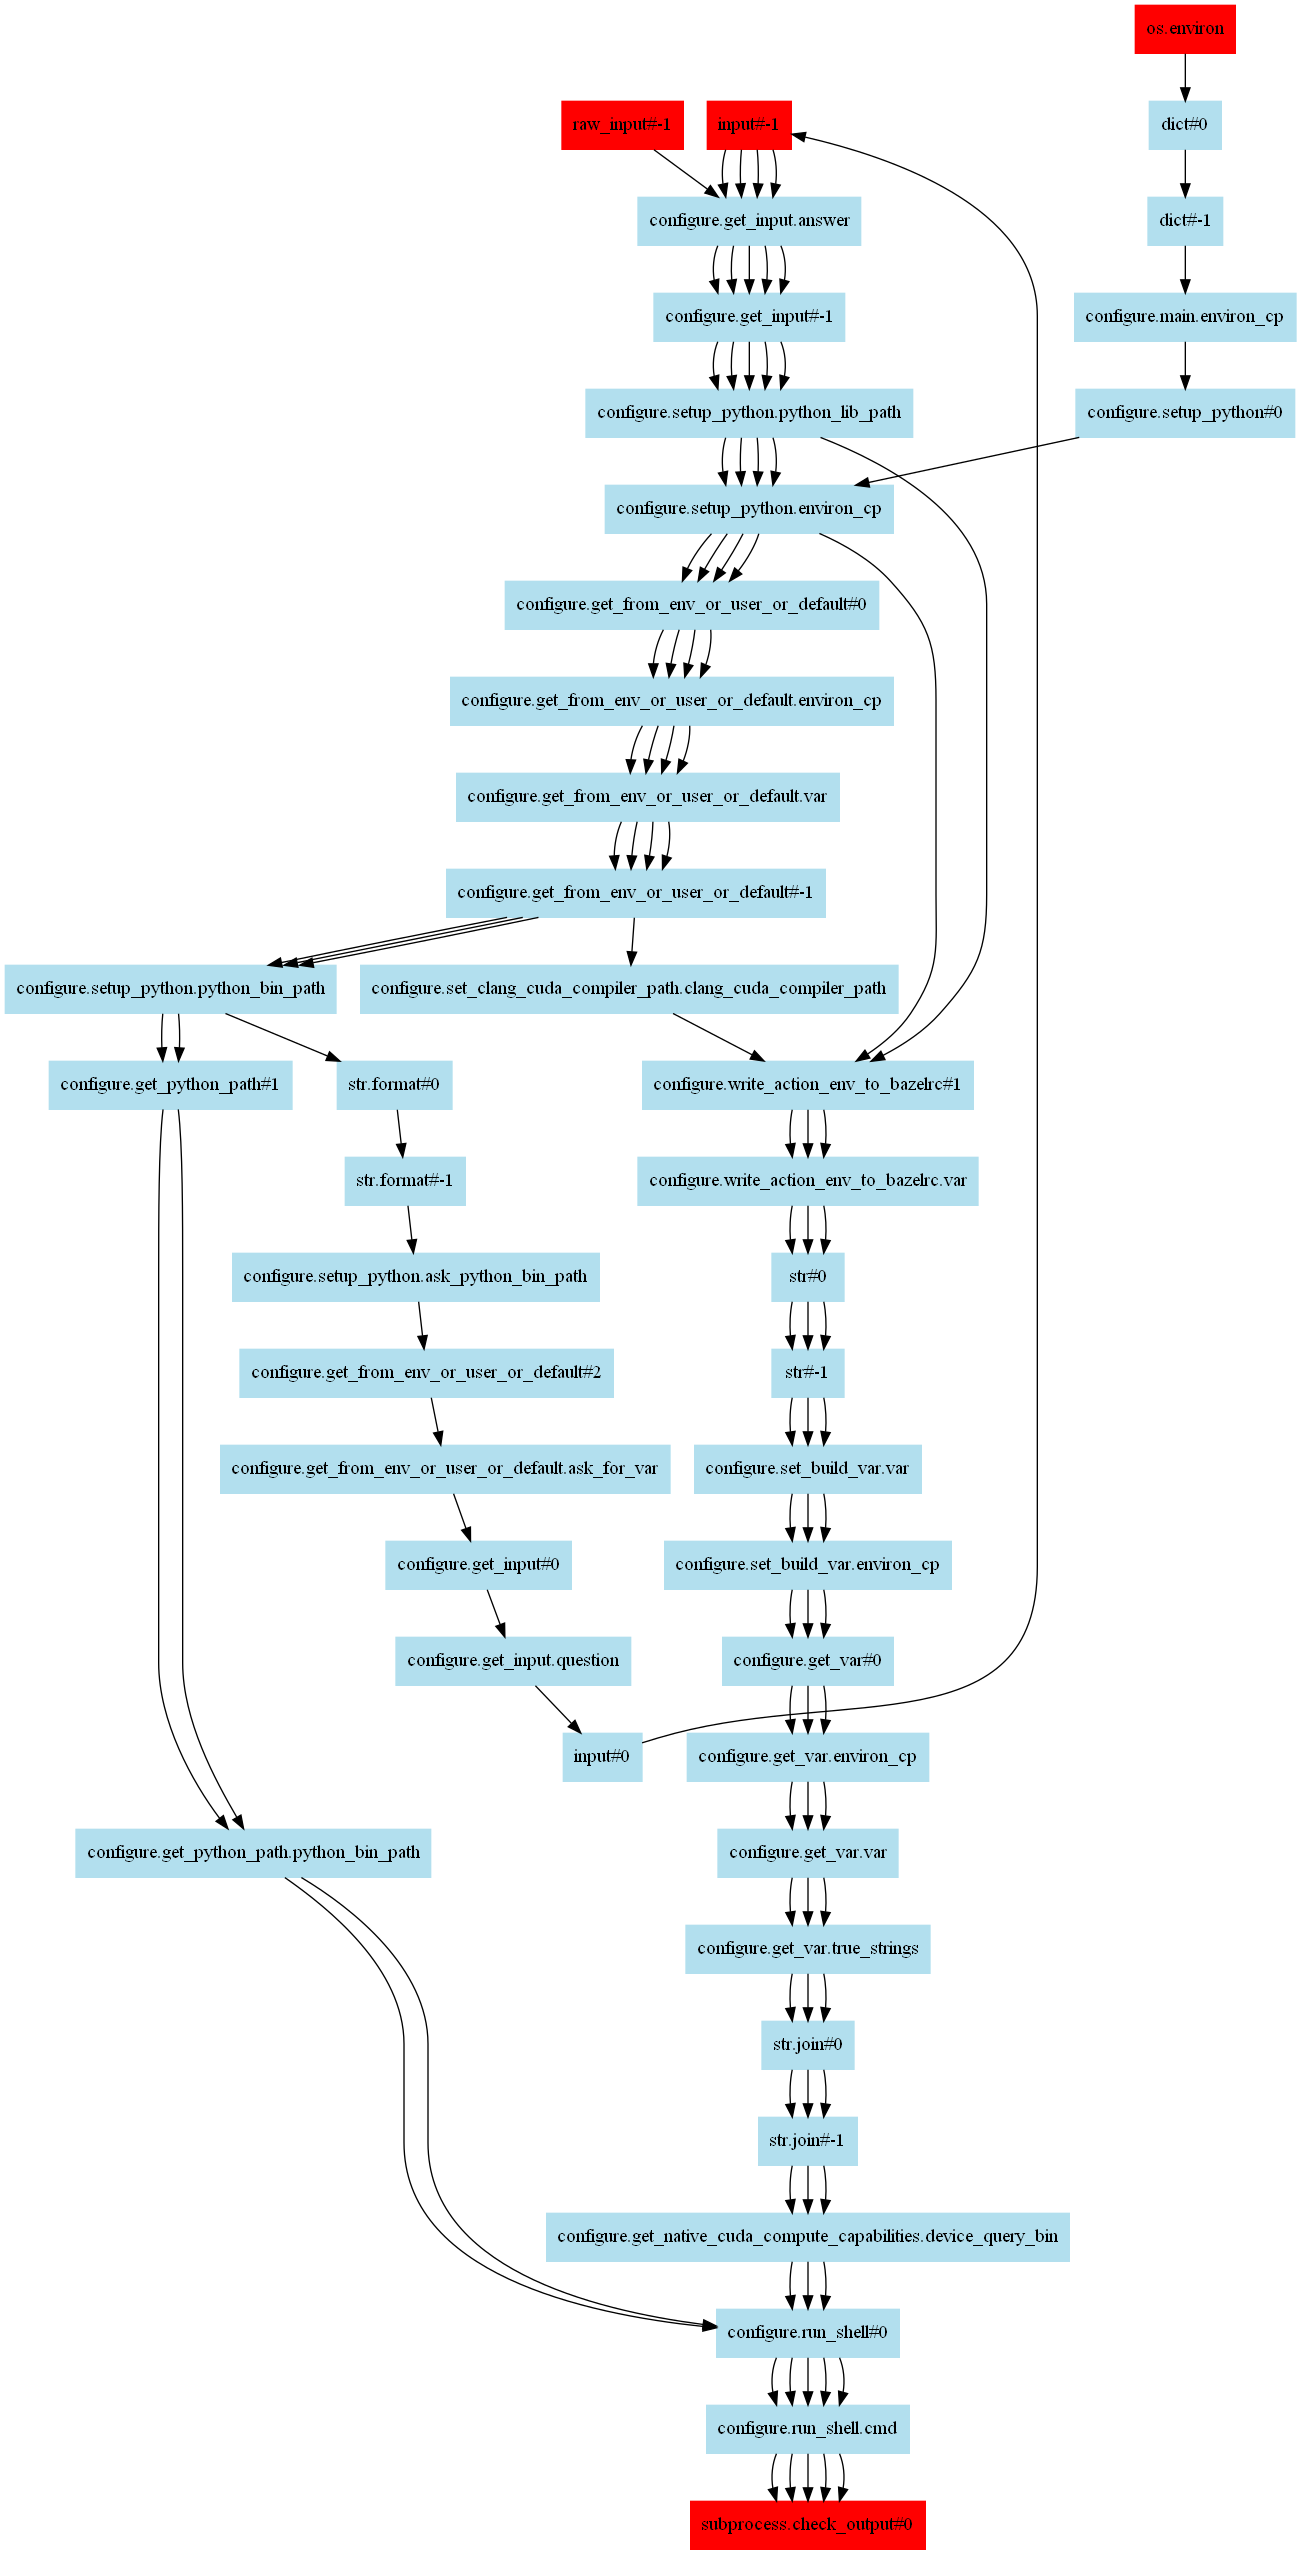 os.environ
raw_input#-1
input#-1
dict#0
configure.get_input.answer
dict#-1
configure.get_input#-1
configure.main.environ_cp
configure.setup_python.python_lib_path
configure.setup_python#0
configure.setup_python.environ_cp
configure.get_from_env_or_user_or_default#0
configure.get_from_env_or_user_or_default.environ_cp
configure.get_from_env_or_user_or_default.var
configure.get_from_env_or_user_or_default#-1
configure.setup_python.python_bin_path
configure.set_clang_cuda_compiler_path.clang_cuda_compiler_path
configure.get_python_path#1
str.format#0
configure.write_action_env_to_bazelrc#1
str.format#-1
configure.write_action_env_to_bazelrc.var
configure.setup_python.ask_python_bin_path
str#0
configure.get_from_env_or_user_or_default#2
str#-1
configure.get_from_env_or_user_or_default.ask_for_var
configure.set_build_var.var
configure.get_input#0
configure.set_build_var.environ_cp
configure.get_input.question
configure.get_var#0
input#0
configure.get_var.environ_cp
configure.get_python_path.python_bin_path
configure.get_var.var
configure.get_var.true_strings
str.join#0
str.join#-1
configure.get_native_cuda_compute_capabilities.device_query_bin
configure.run_shell#0
configure.run_shell.cmd
subprocess.check_output#0